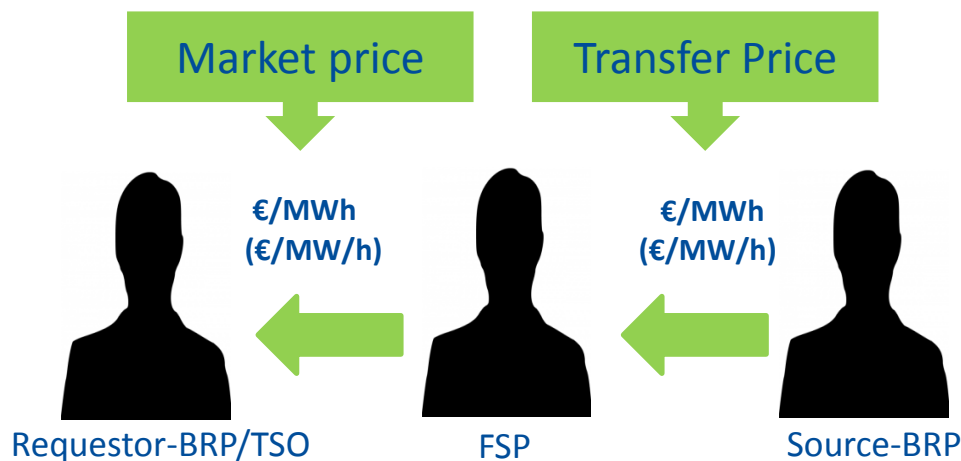 Market price
Transfer Price
€/MWh
(€/MW/h)
€/MWh
(€/MW/h)
Requestor-BRP/TSO
FSP
Source-BRP